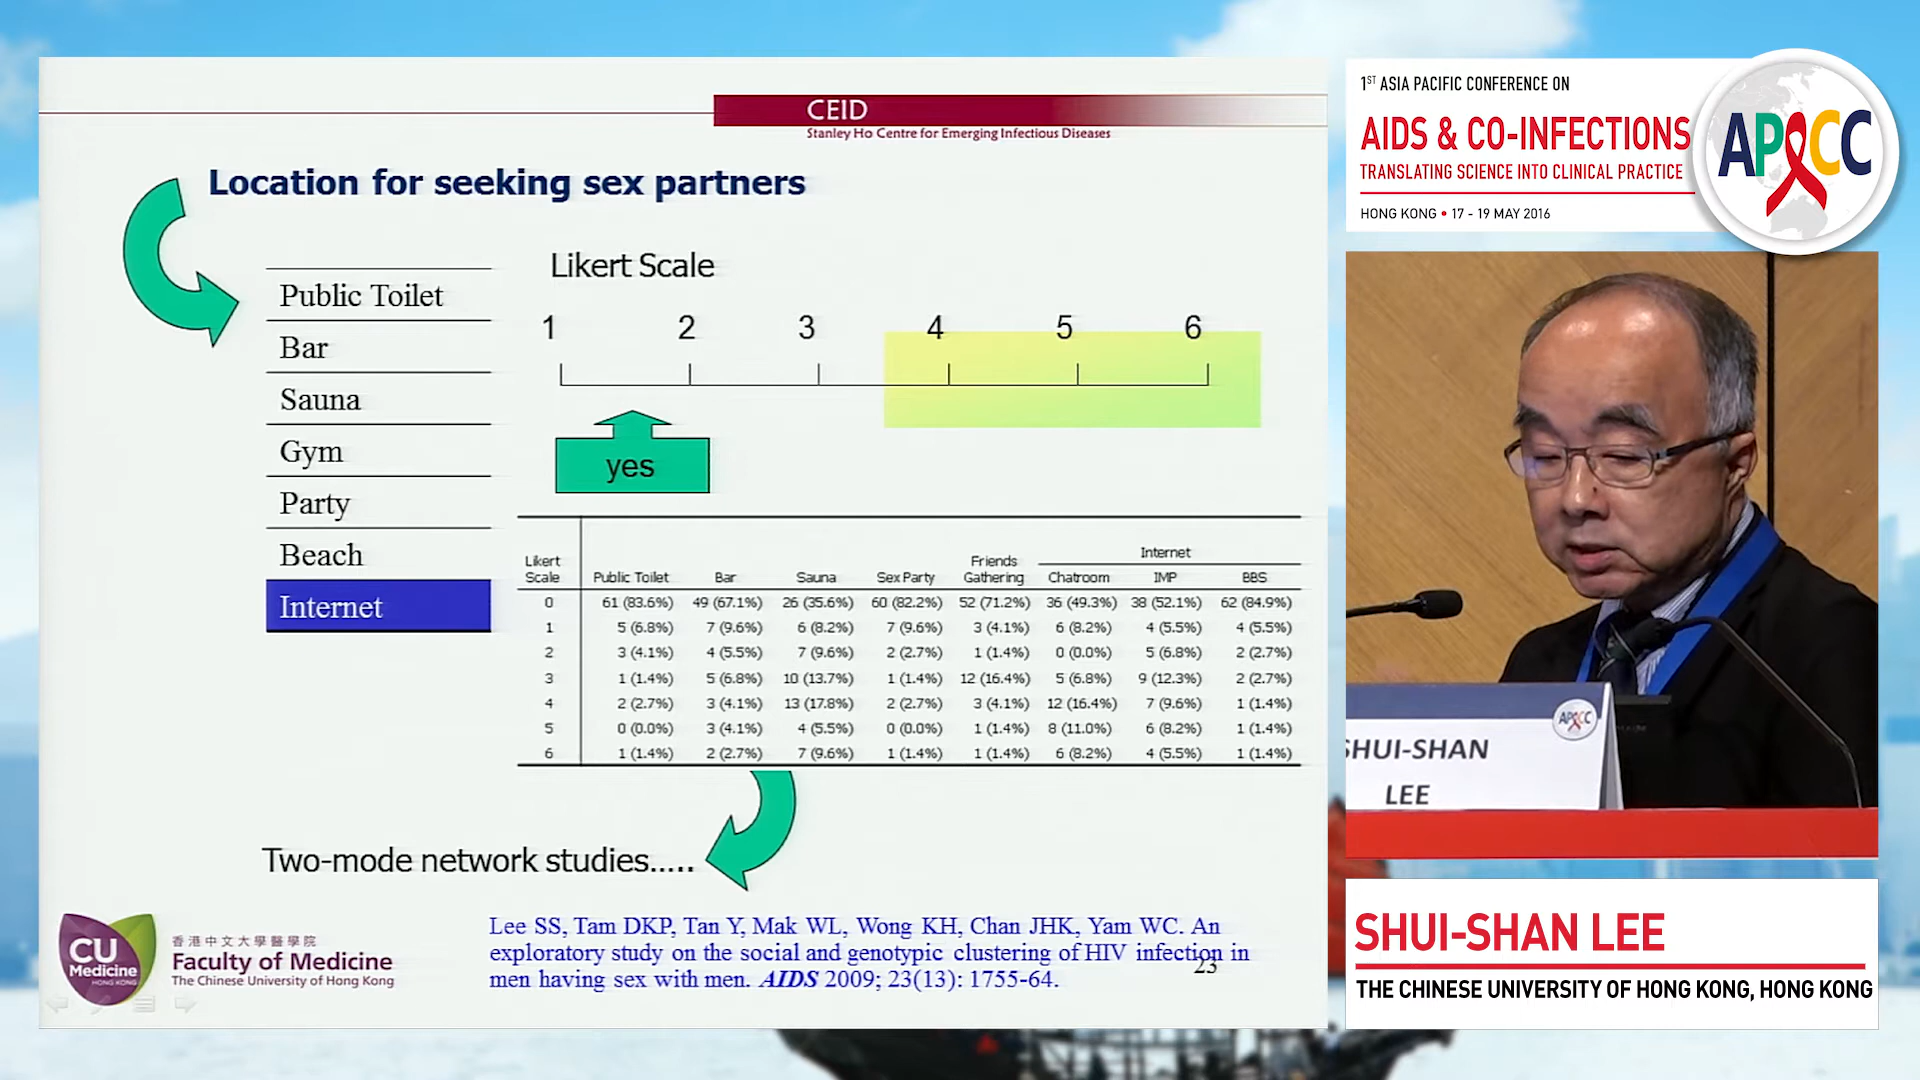 CEID
Stanley Ho Centre for Emerging Infectious Diseases
Location for seeking sex partners
Public Toilet
Bar
Sauna
Gym
Party
Beach
Internet
Likert Scale
1 2 3 4 5 6
yes
Internet
Likert Scale Public Toilet Bar Sauna Sex Party Friends Gathering Chatroom IMP BBS
0 61 (83.6%) 49 (67.1%) 26 (35.6%) 60 (82.2%) 52 (71.2%) 36 (49.3%) 38 (52.1%) 62 (84.9%)
1 5 (6.8%) 7 (9.6%) 6 (8.2%) 7 (9.6%) 3 (4.1%) 6 (8.2%) 4 (5.5%) 4 (5.5%)
2 3 (4.1%) 4 (5.5%) 7 (9.6%) 2 (2.7%) 1 (1.4%) 0 (0.0%) 5 (6.8%) 2 (2.7%)
3 1 (1.4%) 5 (6.8%) 10 (13.7%) 1 (1.4%) 12 (16.4%) 5 (6.8%) 9 (12.3%) 2 (2.7%)
4 2 (2.7%) 3 (4.1%) 13 (17.8%) 2 (2.7%) 3 (4.1%) 12 (16.4%) 7 (9.6%) 1 (1.4%)
5 0 (0.0%) 3 (4.1%) 4 (5.5%) 0 (0.0%) 1 (1.4%) 8 (11.0%) 6 (8.2%) 1 (1.4%)
6 1 (1.4%) 2 (2.7%) 7 (9.6%) 1 (1.4%) 1 (1.4%) 6 (8.2%) 4 (5.5%) 1 (1.4%)
Two-mode network studies.....
CU
Medicine
HONG KONG
香港中文大學醫學院
Faculty of Medicine
The Chinese University of Hong Kong
Lee SS, Tam DKP, Tan Y, Mak WL, Wong KH, Chan JHK, Yam WC. An
exploratory study on the social and genotypic clustering of HIV infection in
men having sex with men. AIDS 2009; 23(13): 1755-64.
23
1ST ASIA PACIFIC CONFERENCE ON
AIDS & CO-INFECTIONS
TRANSLATING SCIENCE INTO CLINICAL PRACTICE
HONG KONG • 17 - 19 MAY 2016
APACC
APACC
SHUI-SHAN
LEE
SHUI-SHAN LEE
THE CHINESE UNIVERSITY OF HONG KONG, HONG KONG